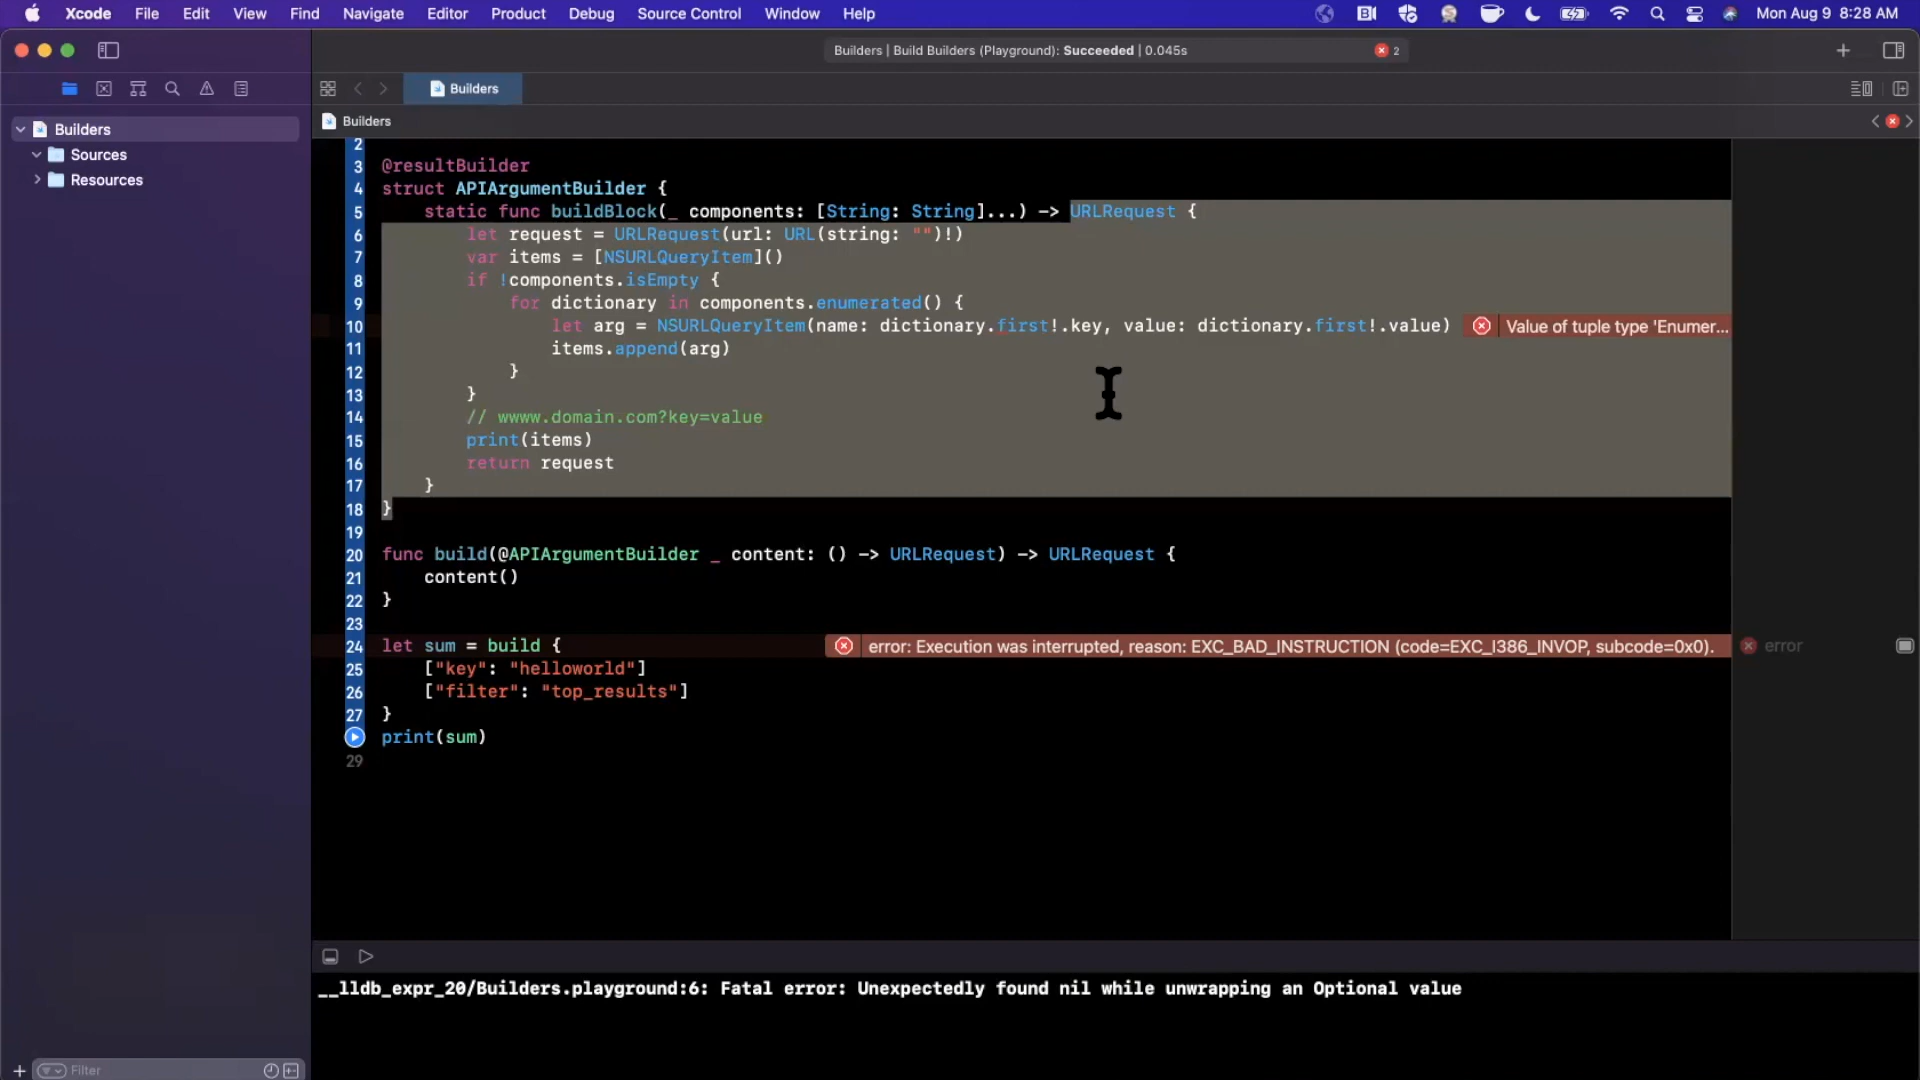 Xcode File Edit View Find Navigate Editor Product Debug Source Control Window Help Mon Aug 9 8:28 AM
Builders | Build Builders (Playground): Succeeded | 0.045s 2
Builders
Builders
Builders
Sources
Resources
2
3 @resultBuilder
4 struct APIArgumentBuilder {
5 static func buildBlock(_ components: [String: String]...) -> URLRequest {
6 let request = URLRequest(url: URL(string: "")!)
7 var items = [NSURLQueryItem]()
8 if !components.isEmpty {
9 for dictionary in components.enumerated() {
10 let arg = NSURLQueryItem(name: dictionary.first!.key, value: dictionary.first!.value) Value of tuple type 'Enumer...
11 items.append(arg)
12 }
13 }
14 // wwww.domain.com?key=value
15 print(items)
16 return request
17 }
18 }
19
20 func build(@APIArgumentBuilder _ content: () -> URLRequest) -> URLRequest {
21 content()
22 }
23
24 let sum = build { error: Execution was interrupted, reason: EXC_BAD_INSTRUCTION (code=EXC_I386_INVOP, subcode=0x0). error
25 ["key": "helloworld"]
26 ["filter": "top_results"]
27 }
print(sum)
29
__lldb_expr_20/Builders.playground:6: Fatal error: Unexpectedly found nil while unwrapping an Optional value
Filter